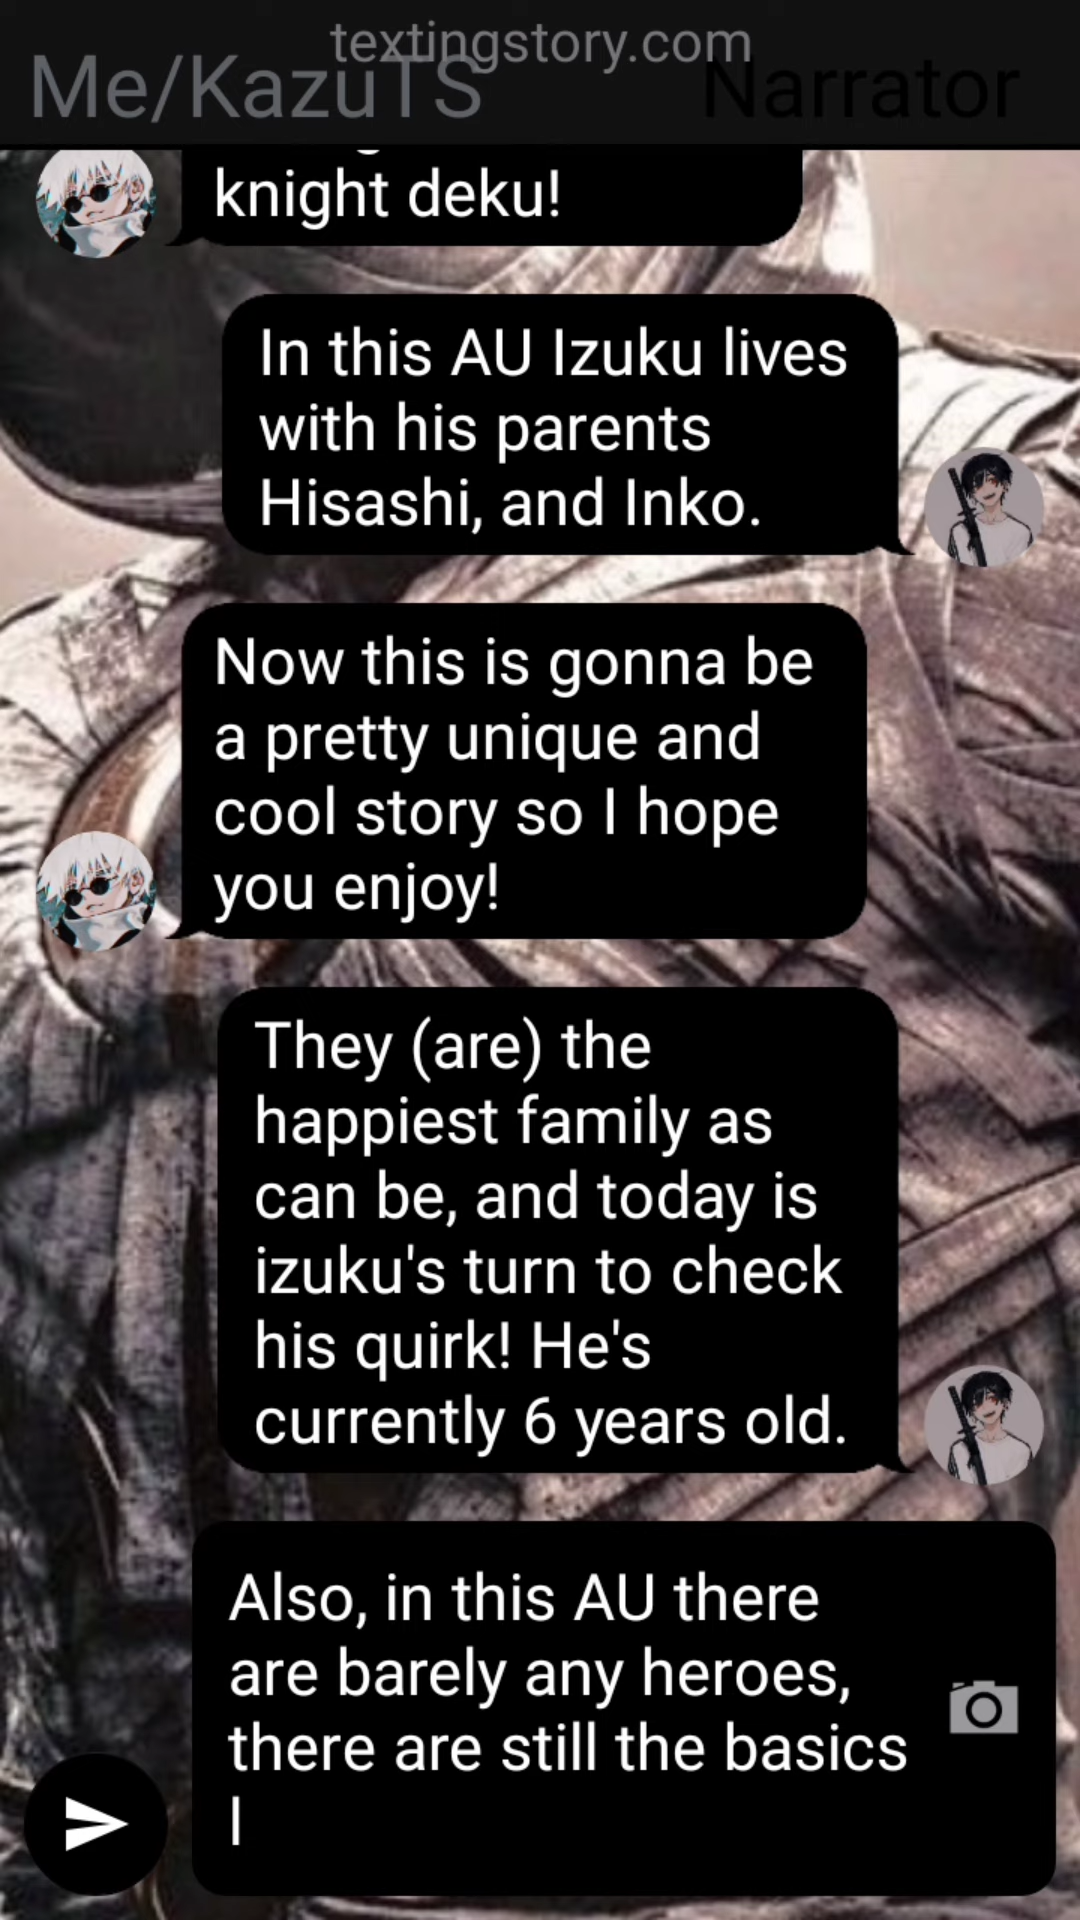 textingstory.com
Me/KazuTS
Narrator
knight deku!
In this AU Izuku lives
with his parents
Hisashi, and Inko.
Now this is gonna be
a pretty unique and
cool story so I hope
you enjoy!
They (are) the
happiest family as
can be, and today is
izuku's turn to check
his quirk! He's
currently 6 years old.
Also, in this AU there
are barely any heroes,
there are still the basics